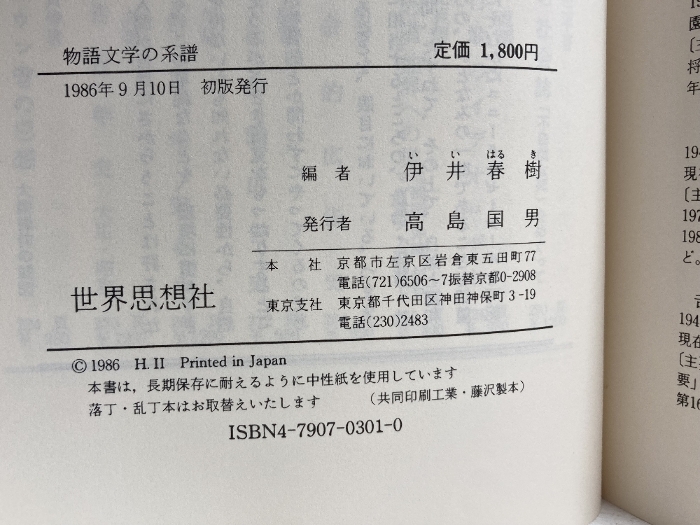 物語文学の系譜 定価 1,800円
1986年9月10日 初版発行
い い はる き
編者 伊井春樹
発行者 高島国男
世界思想社
本社 京都市左京区岩倉東五田町77
電話(721)6506~7振替京都0-2908
東京支社 東京都千代田区神田神保町3-19
電話(230)2483
©1986 H.II Printed in Japan
本書は,長期保存に耐えるように中性紙を使用しています
落丁・乱丁本はお取替えいたします (共同印刷工業・藤沢製本)
ISBN4-7907-0301-0